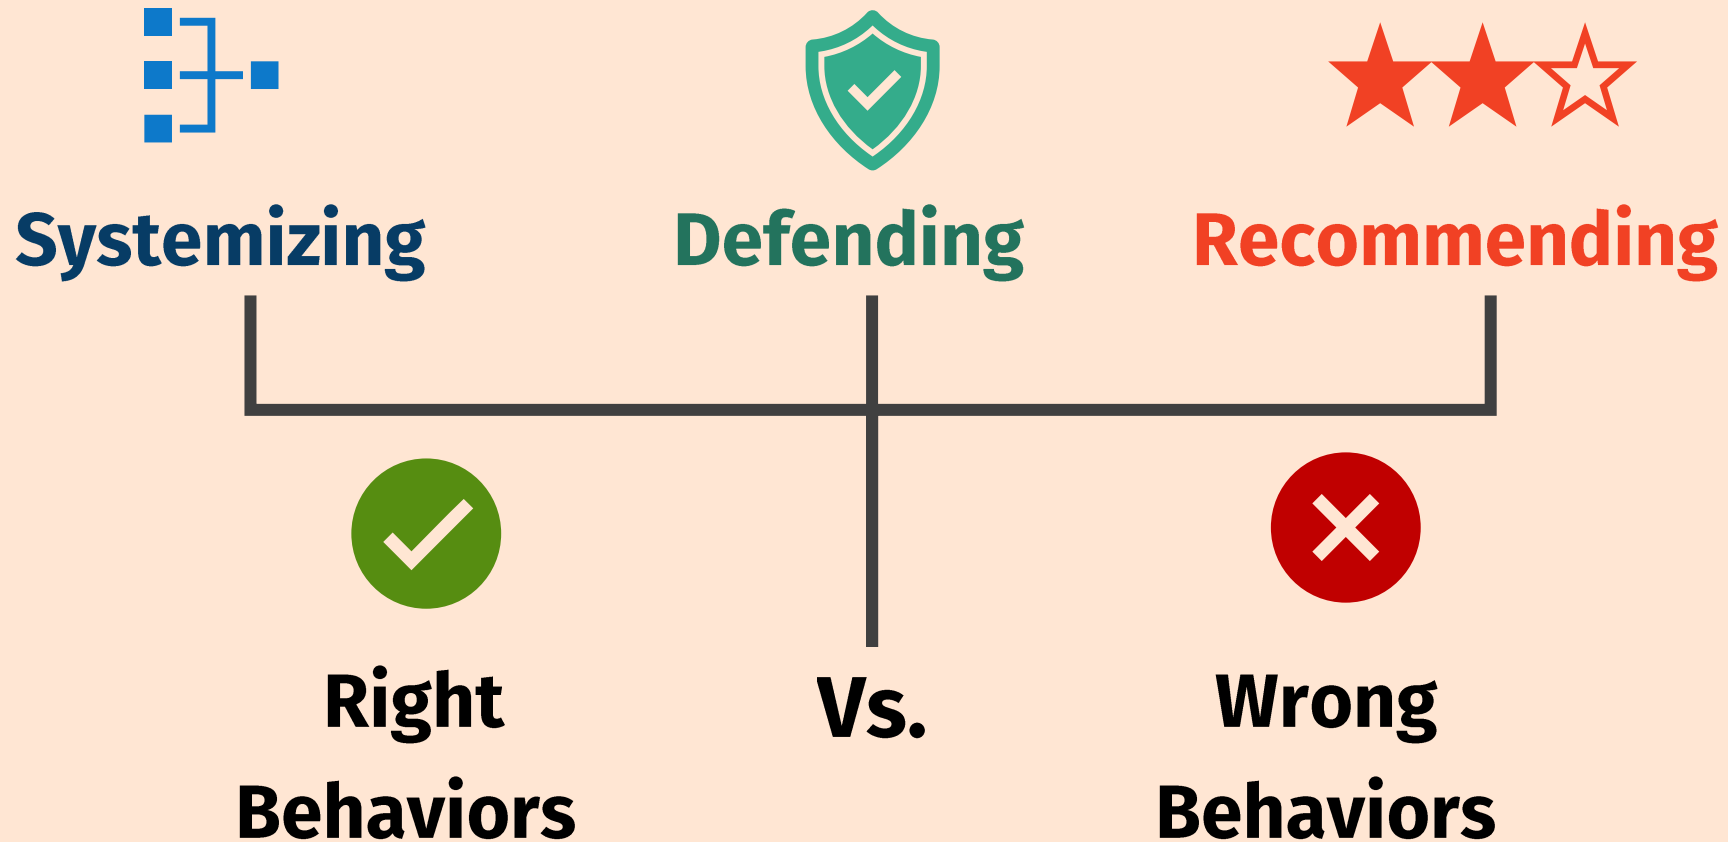 Systemizing
Defending
Recommending
Right
Behaviors
Vs.
Wrong
Behaviors